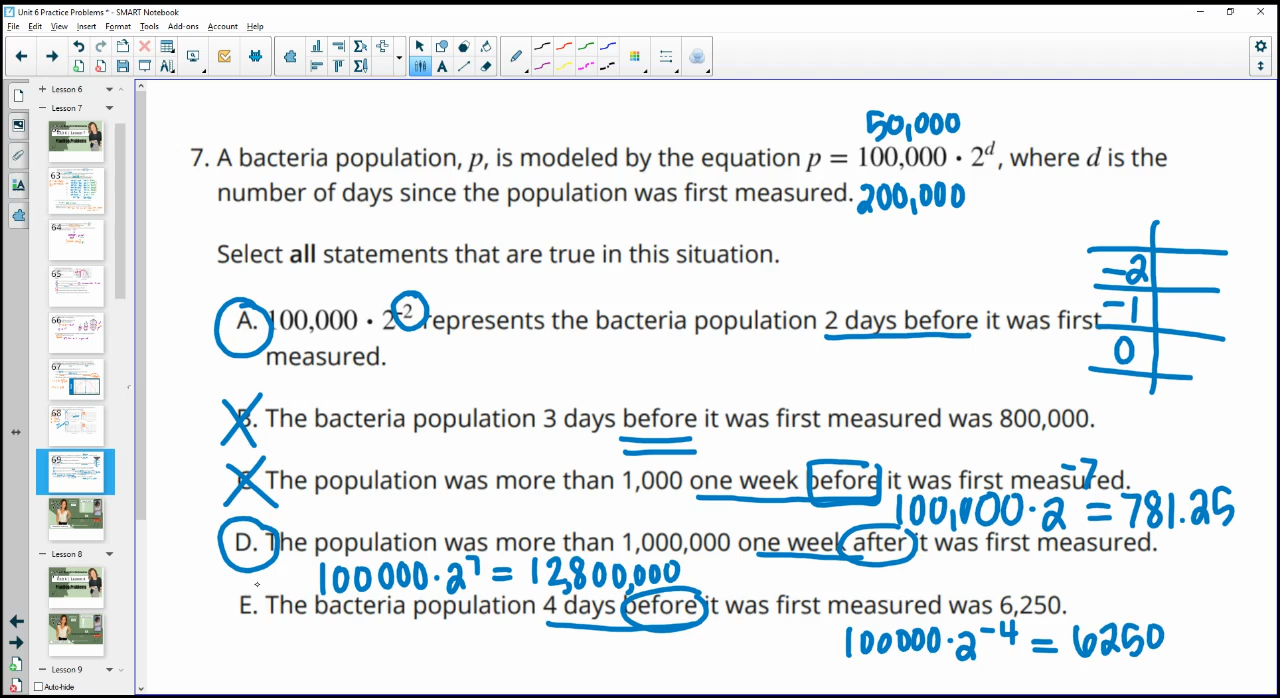 Unit 6 Practice Problems * - SMART Notebook
File Edit View Insert Format Tools Add-ons Account Help
Lesson 6
Lesson 7
63
64
65
66
67
68
69
Lesson 8
Lesson 9
Auto-hide
50,000
7. A bacteria population, p, is modeled by the equation p = 100,000 · 2^d, where d is the
number of days since the population was first measured.
200,000
Select all statements that are true in this situation.
-2
-1
0
A. 100,000 · 2^-2 represents the bacteria population 2 days before it was first
measured.
B. The bacteria population 3 days before it was first measured was 800,000.
C. The population was more than 1,000 one week before it was first measured.
100,000 · 2^-7 = 781.25
D. The population was more than 1,000,000 one week after it was first measured.
100000 · 2^7 = 12,800,000
E. The bacteria population 4 days before it was first measured was 6,250.
100000 · 2^-4 = 6250